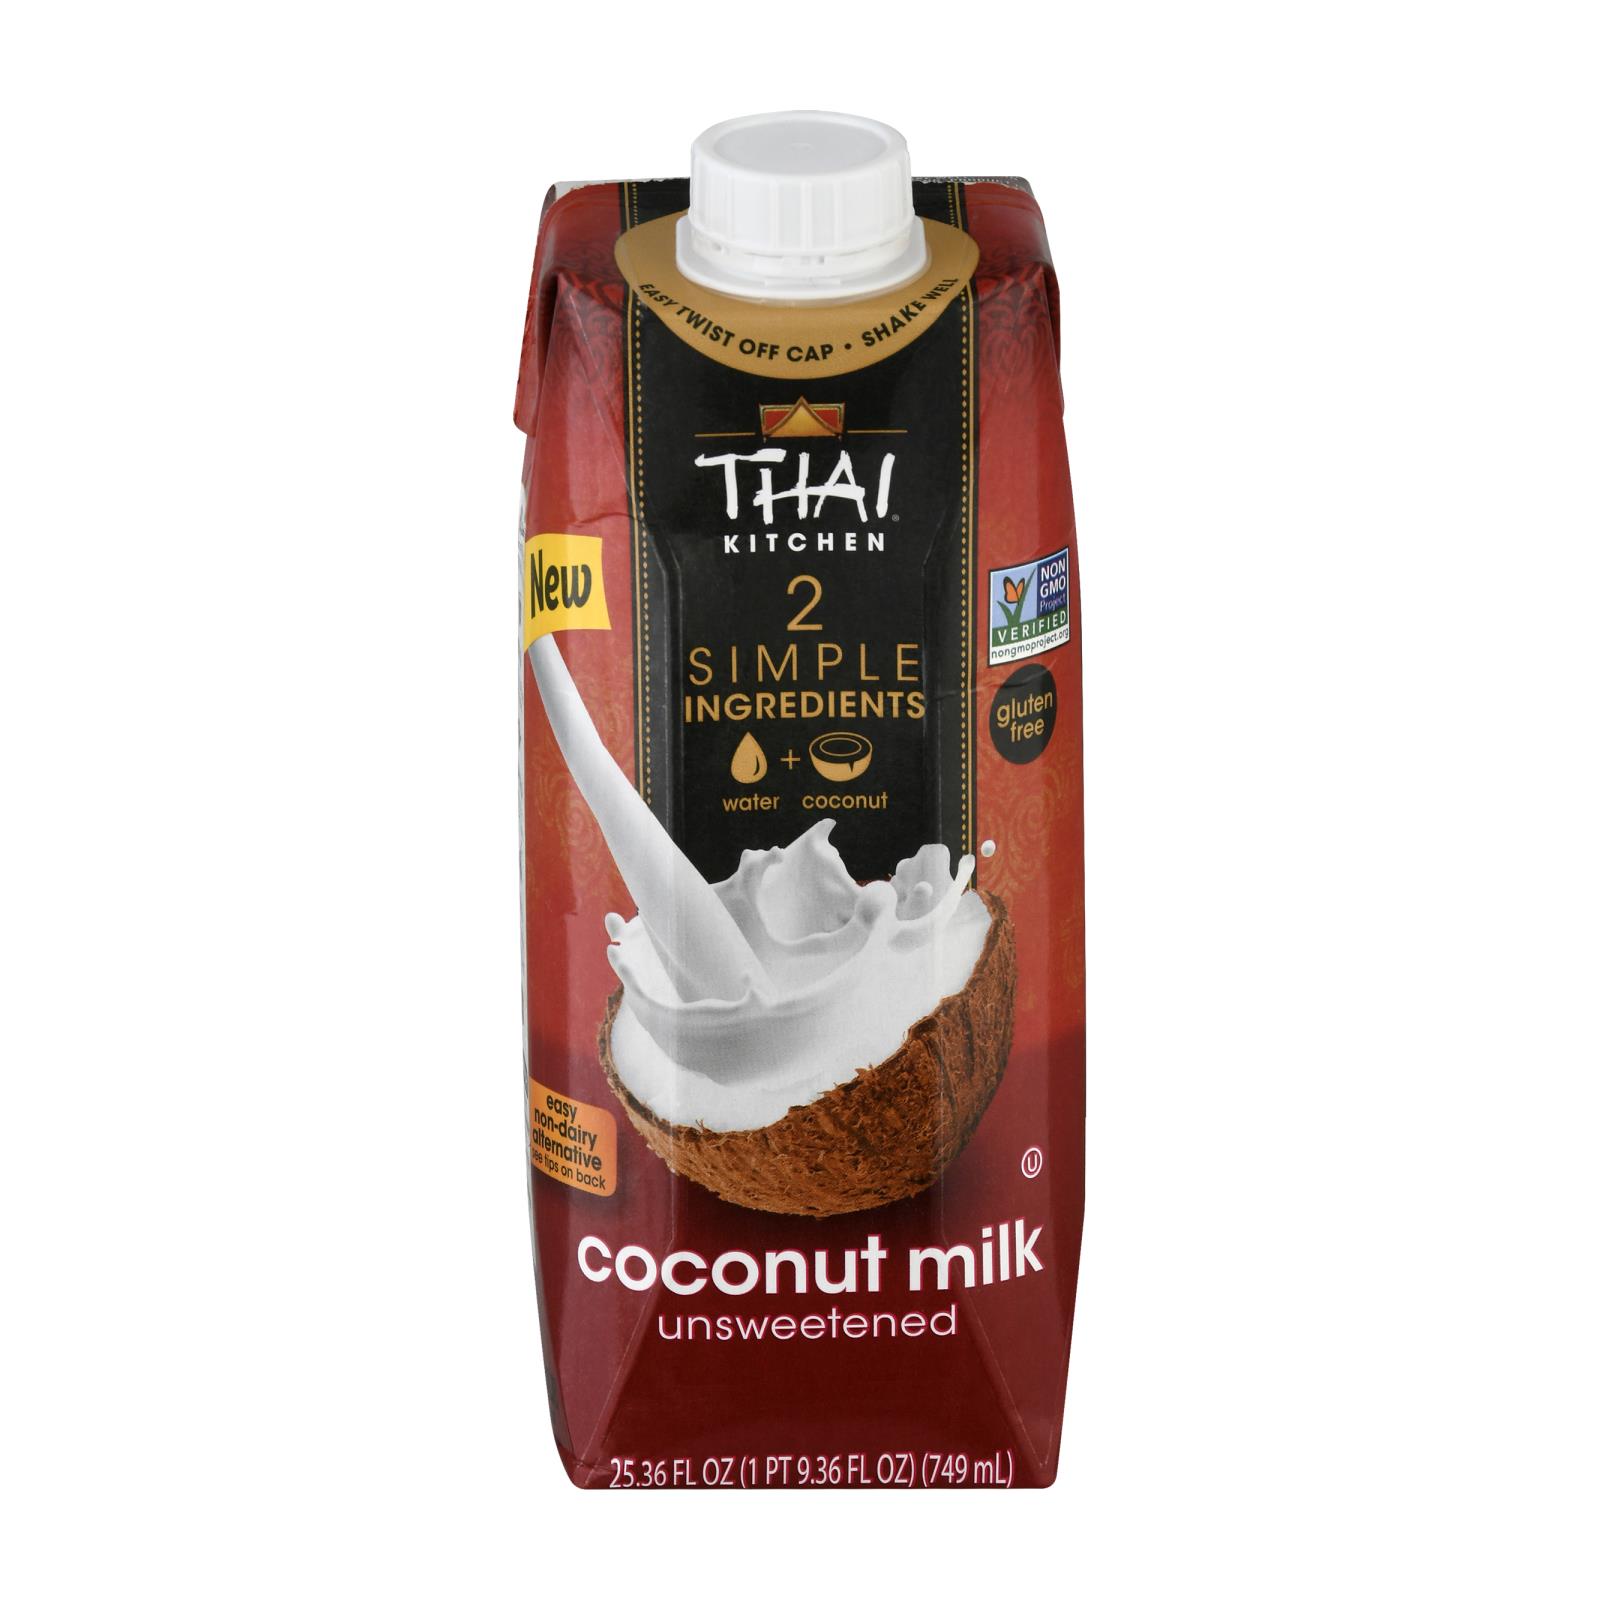 EASY TWIST OFF CAP • SHAKE WELL
THAI
KITCHEN
2
SIMPLE
INGREDIENTS
+
water coconut
New
NON
GMO
Project
VERIFIED
nongmoproject.org
gluten
free
easy
non-dairy
alternative
see tips on back
U
coconut milk
unsweetened
25.36 FL OZ (1 PT 9.36 FL OZ) (749 mL)